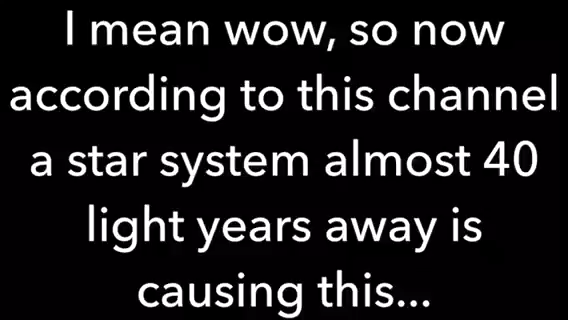 I mean wow, so now
according to this channel
a star system almost 40
light years away is
causing this...